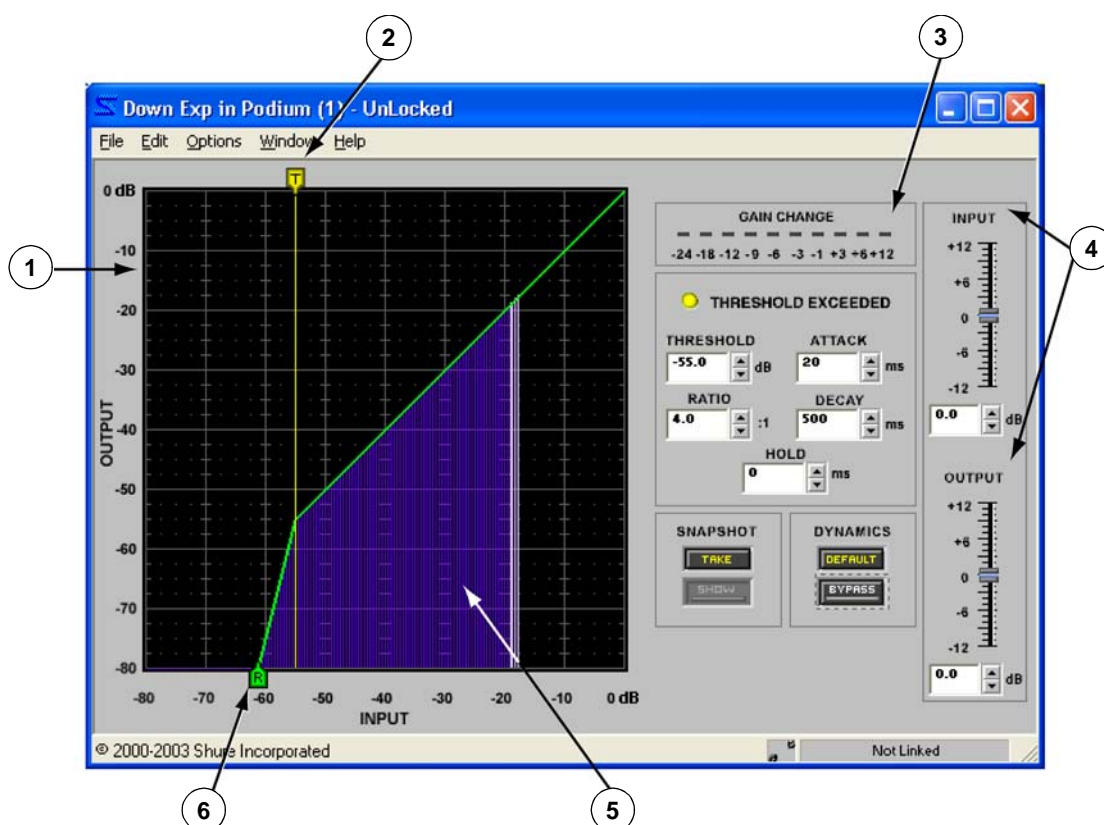 2
3
Down Exp in Podium (1) - UnLocked
File Edit Options Window Help
T
0 dB
-10
-20
-30
-40
-50
-60
-70
-80
OUTPUT
R
-80 -70 -60 -50 -40 -30 -20 -10 0 dB
INPUT
1
GAIN CHANGE
-24 -18 -12 -9 -6 -3 -1 +3 +6 +12
THRESHOLD EXCEEDED
THRESHOLD ATTACK
-55.0 dB 20 ms
RATIO DECAY
4.0 :1 500 ms
HOLD
0 ms
SNAPSHOT
TAKE
SHOW
DYNAMICS
DEFAULT
BYPASS
INPUT
+12
+6
0
-6
-12
0.0 dB
OUTPUT
+12
+6
0
-6
-12
0.0 dB
4
© 2000-2003 Shure Incorporated
Not Linked
6
5